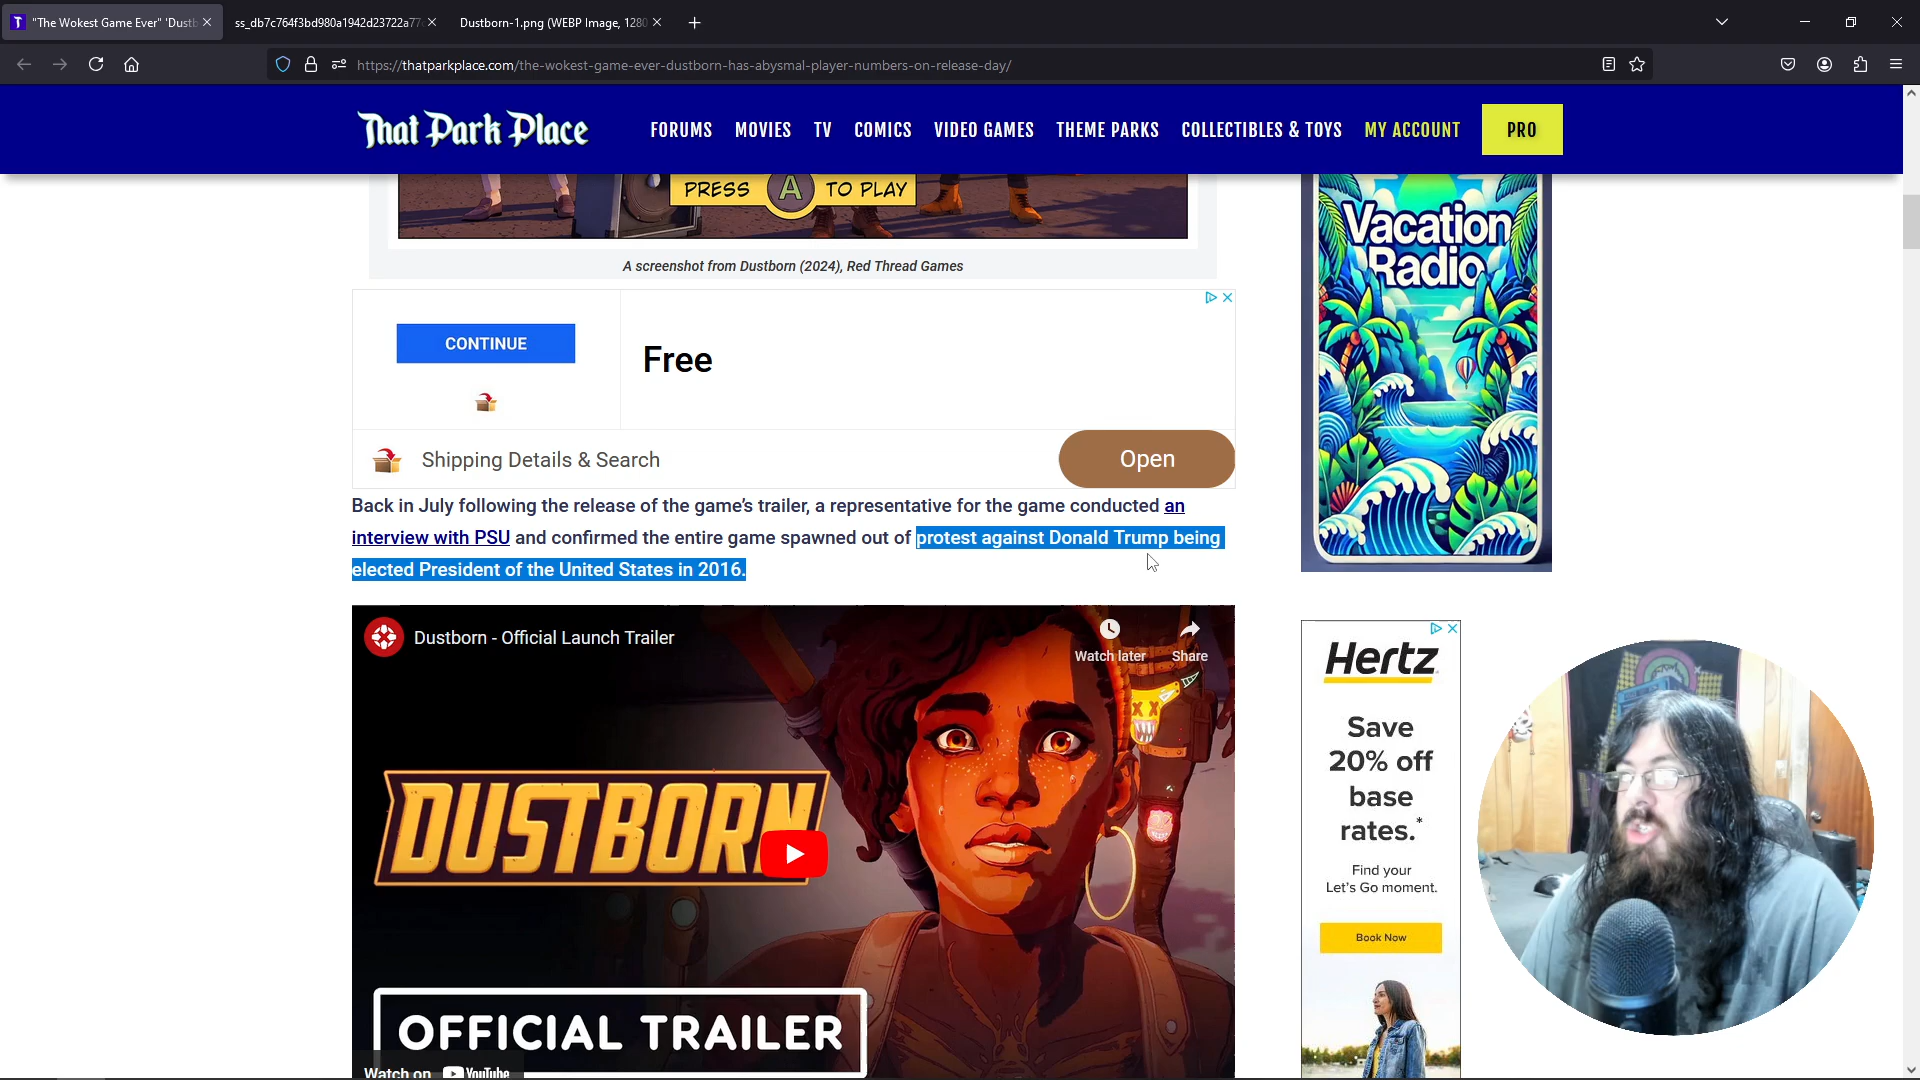 "The Wokest Game Ever" 'Dustb
ss_db7c764f3bd980a1942d23722a77
Dustborn-1.png (WEBP Image, 1280
https://thatparkplace.com/the-wokest-game-ever-dustborn-has-abysmal-player-numbers-on-release-day/
That Park Place
FORUMS
MOVIES
TV
COMICS
VIDEO GAMES
THEME PARKS
COLLECTIBLES & TOYS
MY ACCOUNT
PRO
PRESS A TO PLAY
A screenshot from Dustborn (2024), Red Thread Games
CONTINUE
Free
Shipping Details & Search
Open
Back in July following the release of the game's trailer, a representative for the game conducted an
interview with PSU and confirmed the entire game spawned out of protest against Donald Trump being
elected President of the United States in 2016.
Dustborn - Official Launch Trailer
Watch later
Share
DUSTBORN
OFFICIAL TRAILER
Watch on YouTube
Vacation
Radio
Hertz
Save
20% off
base
rates.*
Find your
Let's Go moment.
Book Now